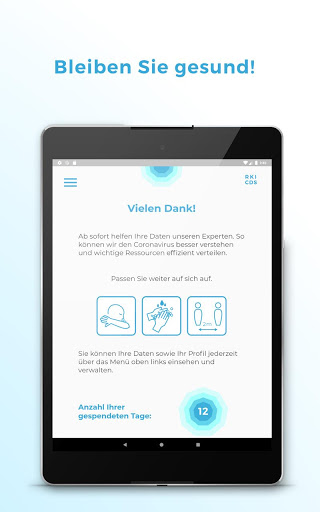 Bleiben Sie gesund!
RKI
CDS
Vielen Dank!
Ab sofort helfen Ihre Daten unseren Experten. So
können wir den Coronavirus besser verstehen
und wichtige Ressourcen effizient verteilen.
Passen Sie weiter auf sich auf.
2m
Sie können Ihre Daten sowie Ihr Profil jederzeit
über das Menü oben links einsehen und
verwalten.
Anzahl Ihrer
gespendeten Tage:
12